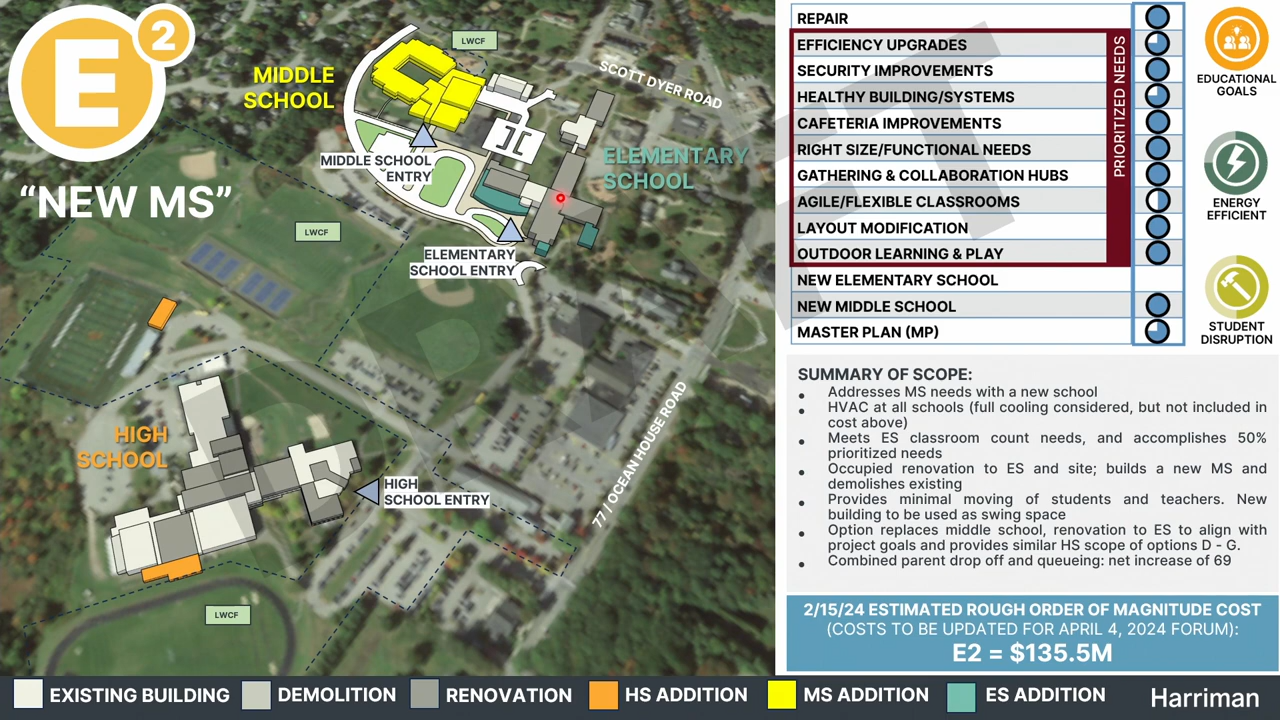 E
2
"NEW MS"
MIDDLE
SCHOOL
LWCF
SCOTT DYER ROAD
MIDDLE SCHOOL
ENTRY
ELEMENTARY
SCHOOL
LWCF
ELEMENTARY
SCHOOL ENTRY
HIGH
SCHOOL
HIGH
SCHOOL ENTRY
77 / OCEAN HOUSE ROAD
LWCF
DRAFT
REPAIR
EFFICIENCY UPGRADES
SECURITY IMPROVEMENTS
HEALTHY BUILDING/SYSTEMS
CAFETERIA IMPROVEMENTS
RIGHT SIZE/FUNCTIONAL NEEDS
GATHERING & COLLABORATION HUBS
AGILE/FLEXIBLE CLASSROOMS
LAYOUT MODIFICATION
OUTDOOR LEARNING & PLAY
NEW ELEMENTARY SCHOOL
NEW MIDDLE SCHOOL
MASTER PLAN (MP)
PRIORITIZED NEEDS
EDUCATIONAL
GOALS
ENERGY
EFFICIENT
STUDENT
DISRUPTION
SUMMARY OF SCOPE:
• Addresses MS needs with a new school
• HVAC at all schools (full cooling considered, but not included in
cost above)
• Meets ES classroom count needs, and accomplishes 50%
prioritized needs
• Occupied renovation to ES and site; builds a new MS and
demolishes existing
• Provides minimal moving of students and teachers. New
building to be used as swing space
• Option replaces middle school, renovation to ES to align with
project goals and provides similar HS scope of options D - G.
• Combined parent drop off and queueing: net increase of 69
2/15/24 ESTIMATED ROUGH ORDER OF MAGNITUDE COST
(COSTS TO BE UPDATED FOR APRIL 4, 2024 FORUM):
E2 = $135.5M
EXISTING BUILDING
DEMOLITION
RENOVATION
HS ADDITION
MS ADDITION
ES ADDITION
Harriman